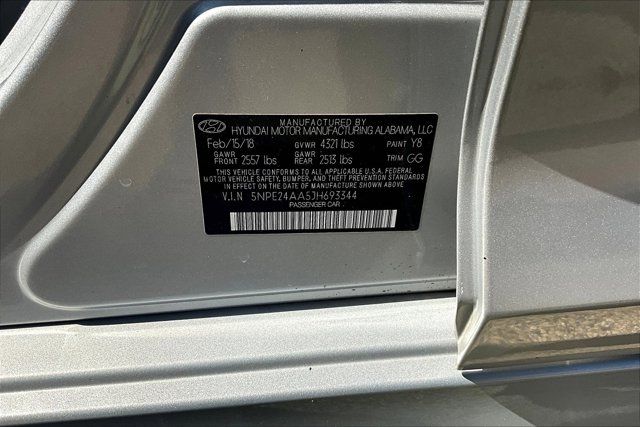 MANUFACTURED BY
HYUNDAI MOTOR MANUFACTURING ALABAMA, LLC
Feb/15/18 GVWR 4321 lbs PAINT Y8
GAWR FRONT 2557 lbs GAWR REAR 2513 lbs TRIM GG
THIS VEHICLE CONFORMS TO ALL APPLICABLE U.S.A. FEDERAL
MOTOR VEHICLE SAFETY, BUMPER, AND THEFT PREVENTION
STANDARDS IN EFFECT ON THE DATE OF MANUFACTURE SHOWN ABOVE.
V.I.N 5NPE24AA5JH693344
PASSENGER CAR